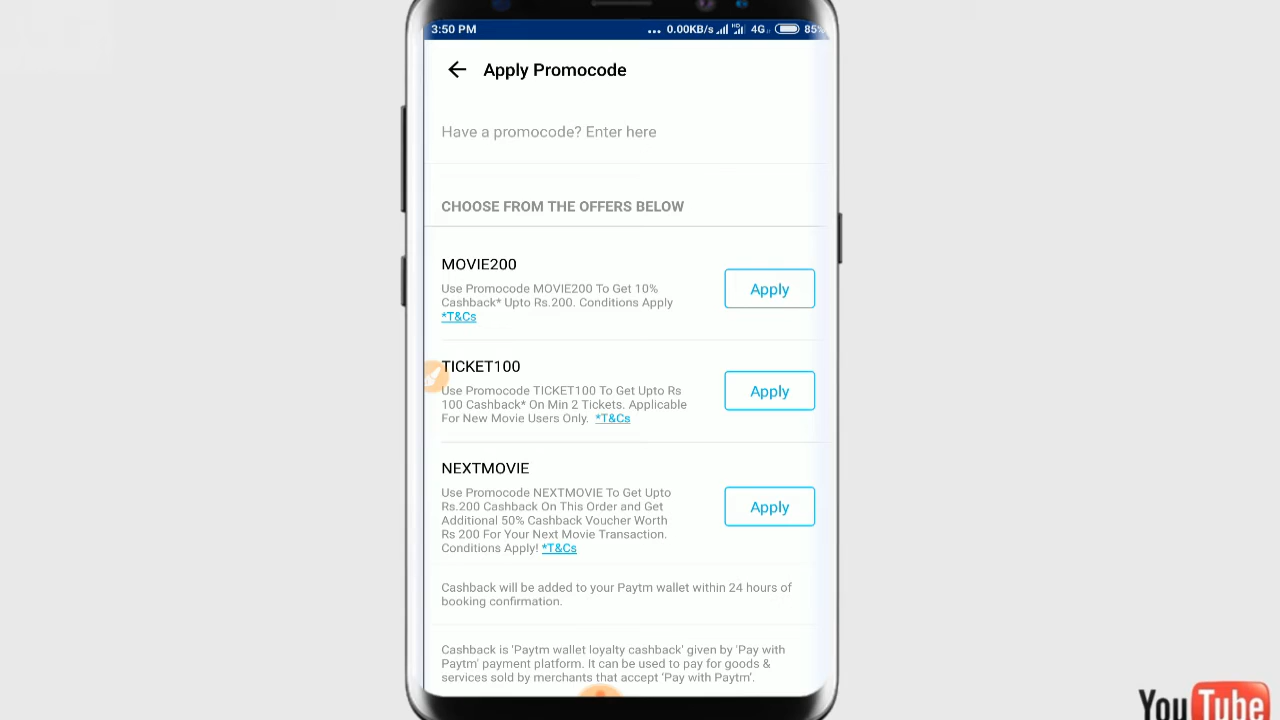 3:50 PM
... 0.00KB/s HD 4G 85%
Apply Promocode
Have a promocode? Enter here
CHOOSE FROM THE OFFERS BELOW
MOVIE200
Use Promocode MOVIE200 To Get 10%
Cashback* Upto Rs.200. Conditions Apply
*T&Cs
Apply
TICKET100
Use Promocode TICKET100 To Get Upto Rs
100 Cashback* On Min 2 Tickets. Applicable
For New Movie Users Only. *T&Cs
Apply
NEXTMOVIE
Use Promocode NEXTMOVIE To Get Upto
Rs.200 Cashback On This Order and Get
Additional 50% Cashback Voucher Worth
Rs 200 For Your Next Movie Transaction.
Conditions Apply! *T&Cs
Apply
Cashback will be added to your Paytm wallet within 24 hours of
booking confirmation.
Cashback is 'Paytm wallet loyalty cashback' given by 'Pay with
Paytm' payment platform. It can be used to pay for goods &
services sold by merchants that accept 'Pay with Paytm'.
YouTube